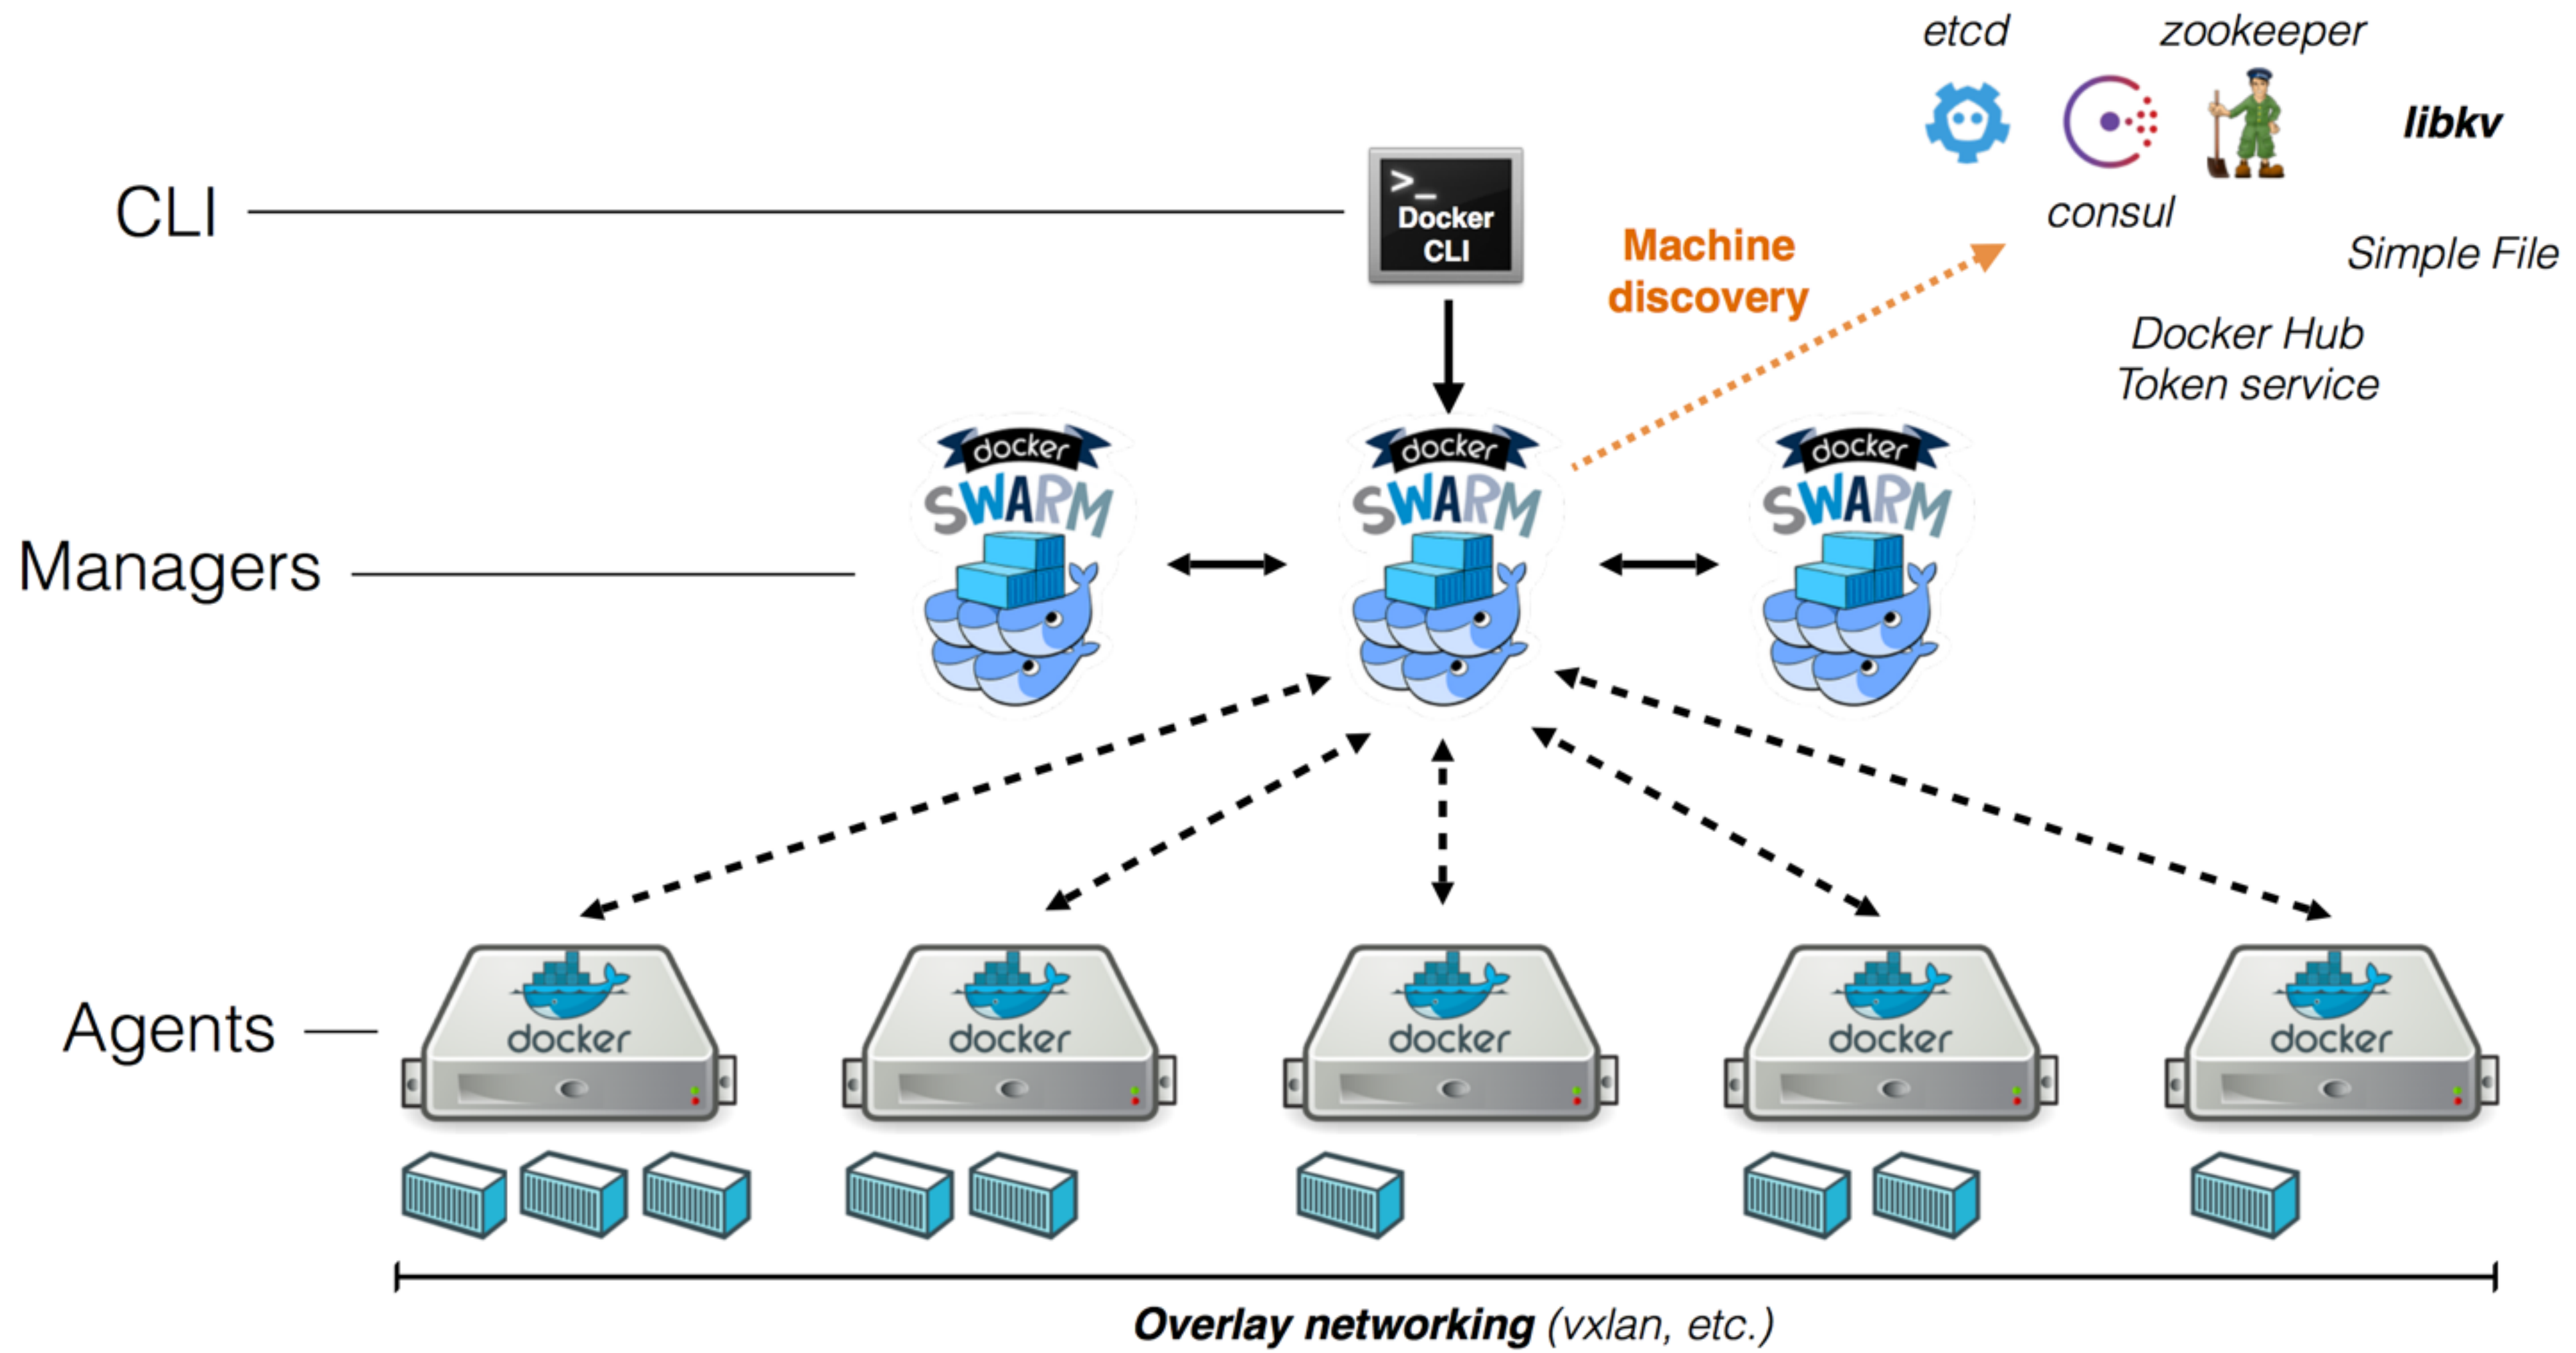 etcd
zookeeper
libkv
consul
Simple File
Docker Hub
Token service
CLI
>_
Docker
CLI
Machine
discovery
docker
SWARM
docker
SWARM
docker
SWARM
Managers
Agents
docker
docker
docker
docker
docker
Overlay networking (vxlan, etc.)